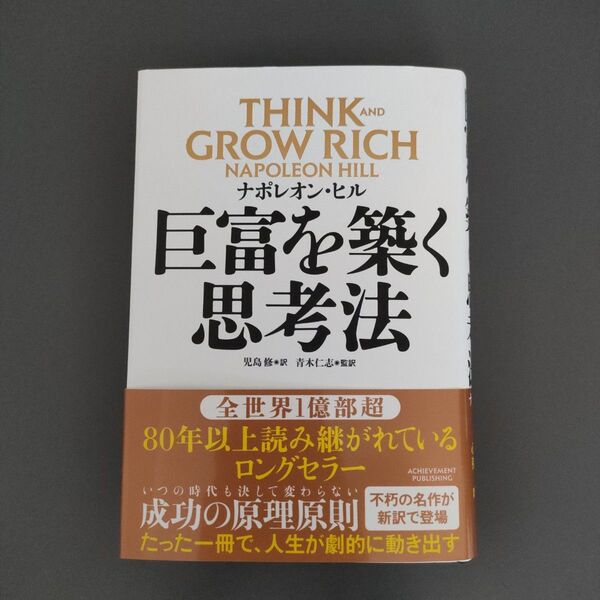 THINK AND
GROW RICH
NAPOLEON HILL
ナポレオン・ヒル
巨富を築く
思考法
児島 修＊訳 青木仁志＊監訳
全世界1億部超
80年以上読み継がれている
ロングセラー
ACHIEVEMENT
PUBLISHING
いつの時代も決して変わらない
成功の原理原則
不朽の名作が
新訳で登場
たった一冊で、人生が劇的に動き出す